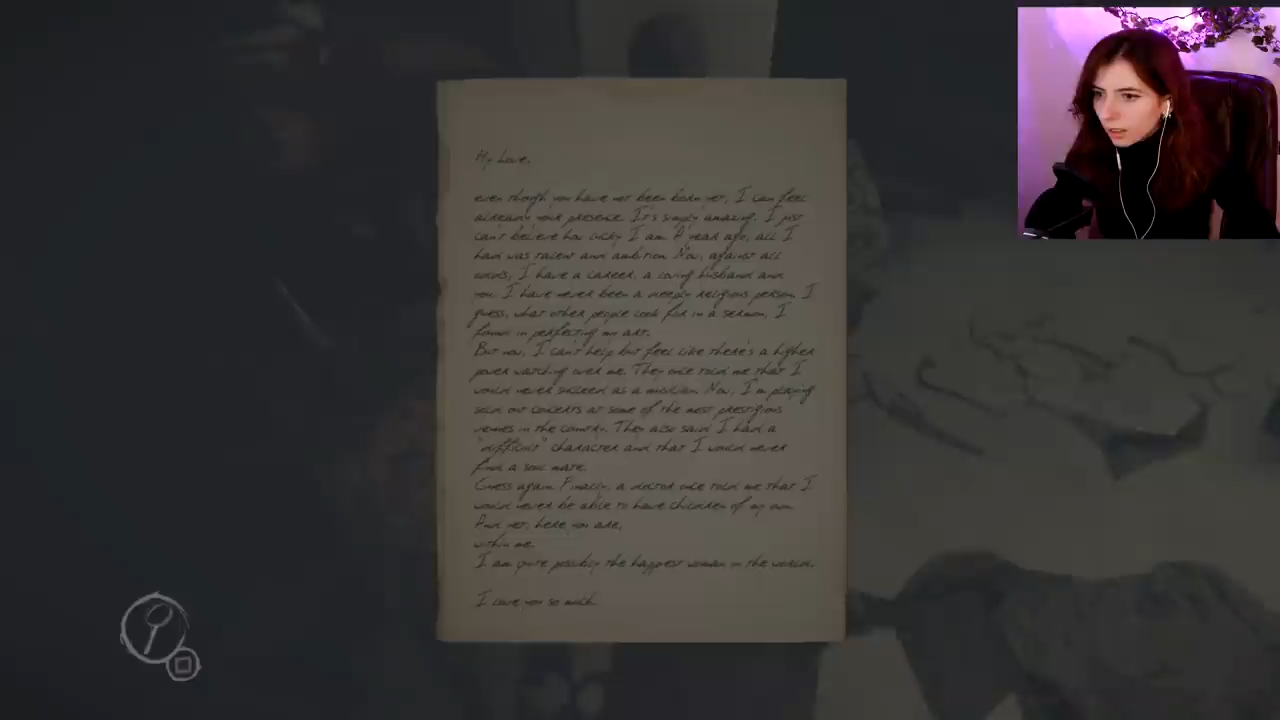 My Love,
even though you have not been born yet, I can feel
already your presence. It's simply amazing. I just
can't believe how lucky I am. A year ago, all I
had was talent and ambition. Now, against all
odds, I have a career, a loving husband and
you. I have never been a deeply religious person. I
guess, what other people look for in a sermon, I
found in perfecting my art.
But now, I can't help but feel like there's a higher
power watching over me. They once told me that I
would never succeed as a musician. Now, I'm playing
sold out concerts at some of the most prestigious
venues in the country. They also said I had a
"difficult" character and that I would never
find a soul mate.
Guess again. Finally, a doctor once told me that I
would never be able to have children of my own.
And yet, here you are,
within me.
I am quite possibly the happiest woman in the world.
I love you so much.